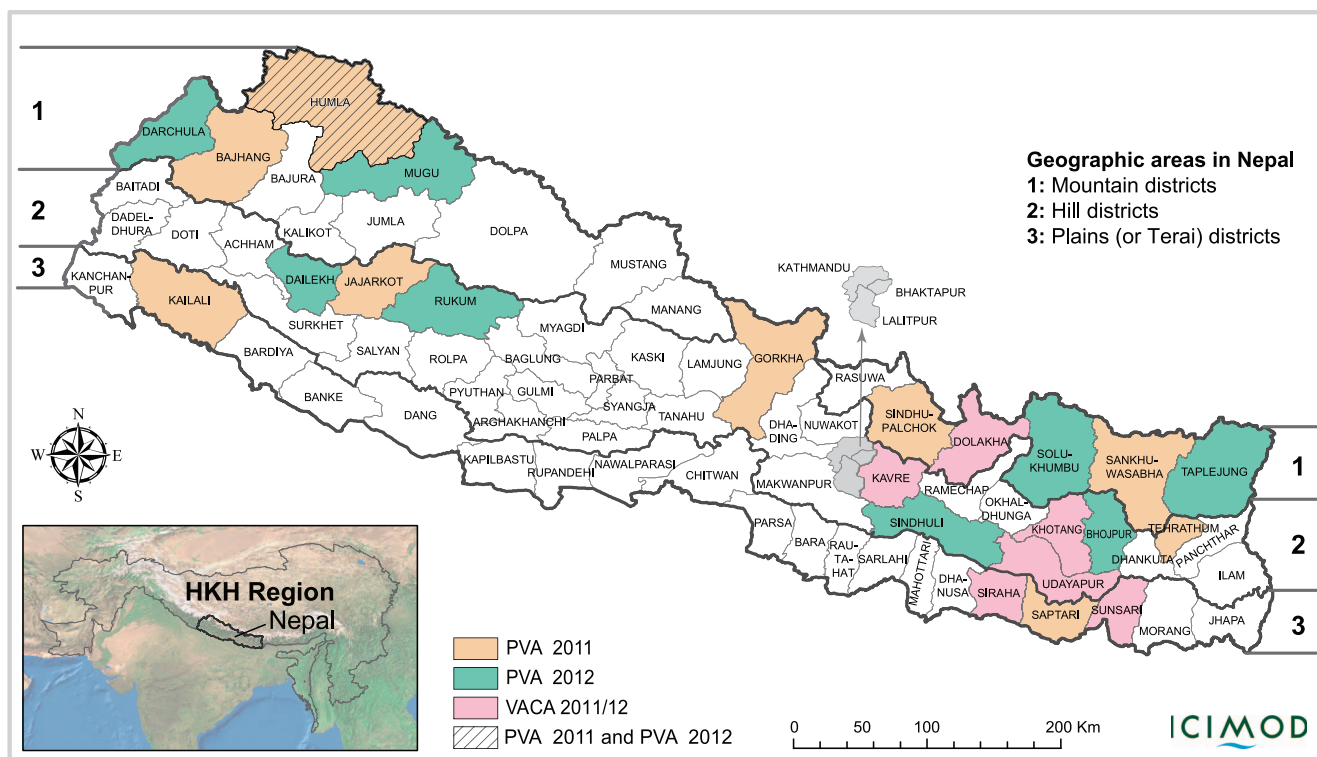 1
2
3
HUMLA
DARCHULA
BAJHANG
MUGU
BAJURA
BAITADI
DADEL-
DHURA
DOTI
ACHHAM
KALIKOT
JUMLA
DOLPA
KANCHAN-
PUR
KAILALI
DAILEKH
JAJARKOT
RUKUM
MUSTANG
MANANG
SURKHET
BARDIYA
SALYAN
ROLPA
MYAGDI
BAGLUNG
KASKI
LAMJUNG
GORKHA
PARBAT
BANKE
DANG
PYUTHAN
GULMI
SYANGJA
TANAHU
ARGHAKHANCHI
PALPA
KAPILBASTU
RUPANDEHI
NAWALPARASI
CHITWAN
Geographic areas in Nepal
1: Mountain districts
2: Hill districts
3: Plains (or Terai) districts
KATHMANDU
BHAKTAPUR
LALITPUR
RASUWA
DHA-
DING
NUWAKOT
SINDHU-
PALCHOK
DOLAKHA
SOLU-
KHUMBU
SANKHU-
WASABHA
TAPLEJUNG
MAKWANPUR
KAVRE
RAMECHAP
OKHAL-
DHUNGA
KHOTANG
BHOJPUR
TEHRATHUM
PANCHTHAR
DHANKUTA
ILAM
SINDHULI
UDAYAPUR
PARSA
BARA
RAU-
TA-
HAT
SARLAHI
MAHOTTARI
DHA-
NUSA
SIRAHA
SAPTARI
SUNSARI
MORANG
JHAPA
1
2
3
N
W
E
S
HKH Region
Nepal
PVA 2011
PVA 2012
VACA 2011/12
PVA 2011 and PVA 2012
0 50 100 200 Km
ICIMOD